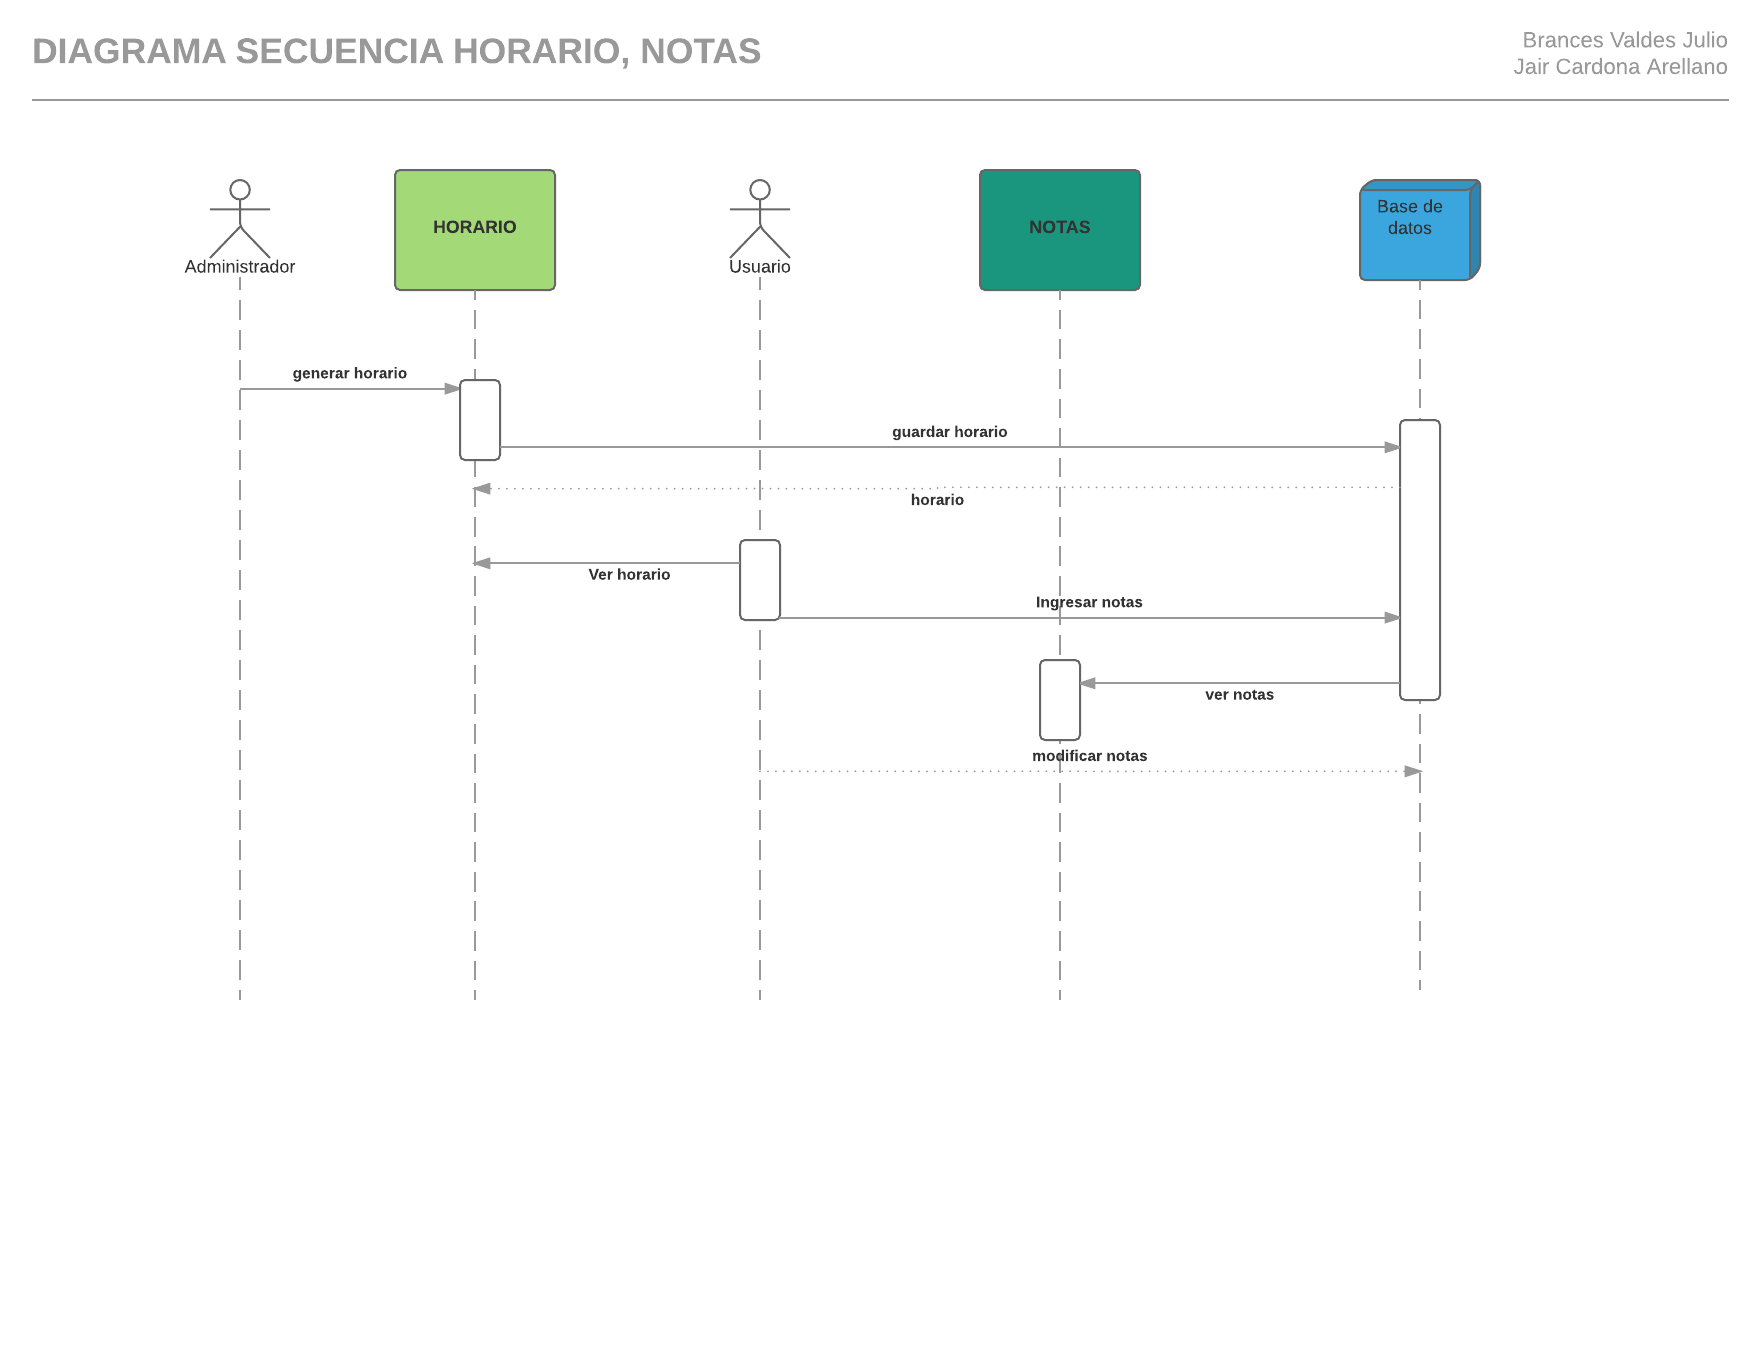 DIAGRAMA SECUENCIA HORARIO, NOTAS
Brances Valdes Julio
Jair Cardona Arellano
Administrador
HORARIO
Usuario
NOTAS
Base de
datos
generar horario
guardar horario
horario
Ver horario
Ingresar notas
ver notas
modificar notas